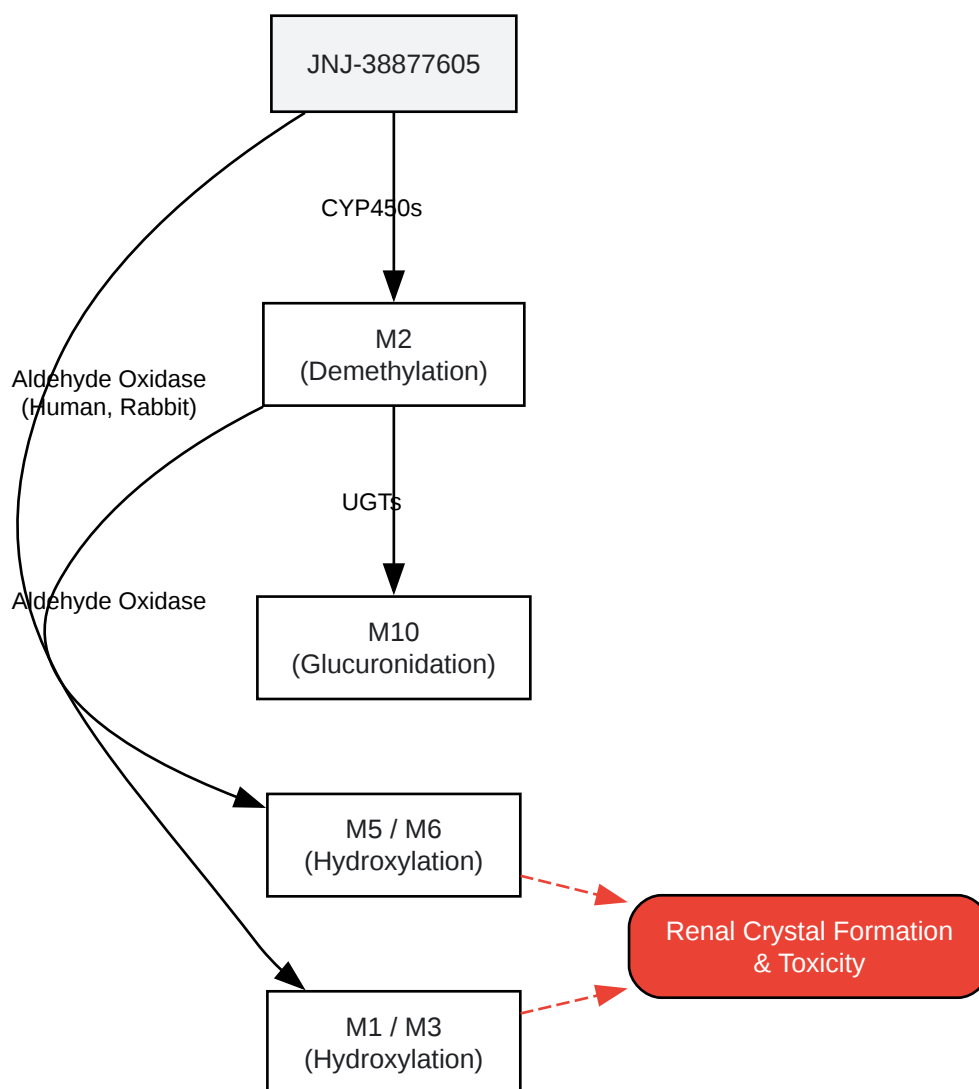 JNJ-38877605
CYP450s
M2
(Demethylation)
Aldehyde Oxidase
(Human, Rabbit)
UGTs
Aldehyde Oxidase
M10
(Glucuronidation)
M5 / M6
(Hydroxylation)
Renal Crystal Formation
& Toxicity
M1 / M3
(Hydroxylation)